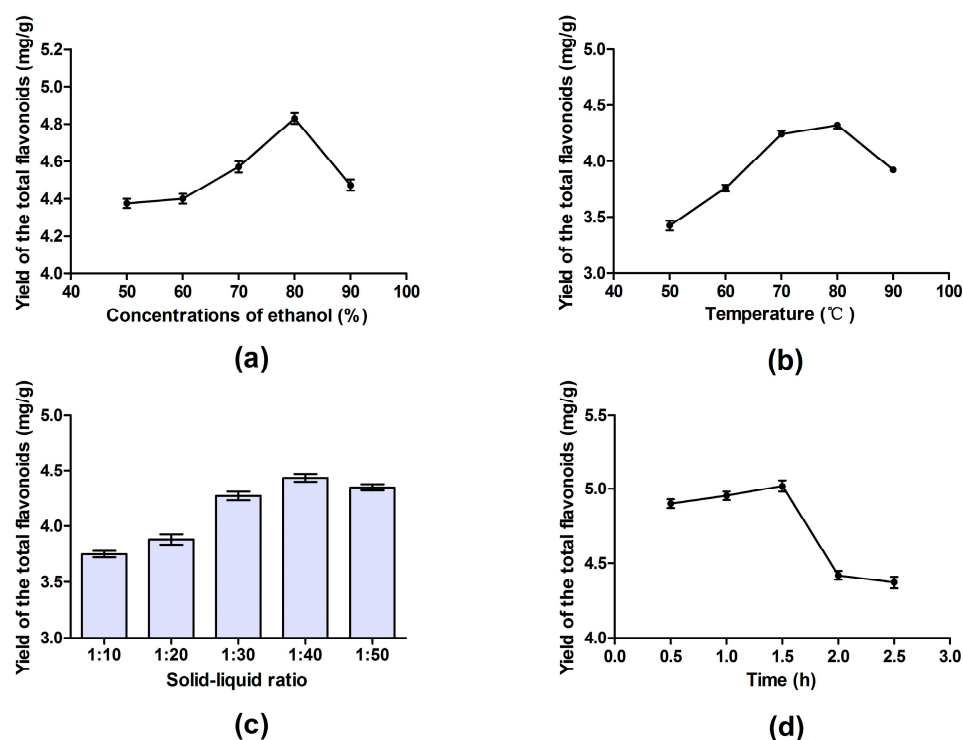 Yield of the total flavonoids (mg/g)
5.2
5.0
4.8
4.6
4.4
4.2
4.0
40 50 60 70 80 90 100
Concentrations of ethanol (%)
(a)
Yield of the total flavonoids (mg/g)
5.0
4.5
4.0
3.5
3.0
40 50 60 70 80 90 100
Temperature (℃ )
(b)
Yield of the total flavonoids (mg/g)
5.0
4.5
4.0
3.5
3.0
1:10 1:20 1:30 1:40 1:50
Solid-liquid ratio
(c)
Yield of the total flavonoids (mg/g)
5.5
5.0
4.5
4.0
0.0 0.5 1.0 1.5 2.0 2.5 3.0
Time (h)
(d)